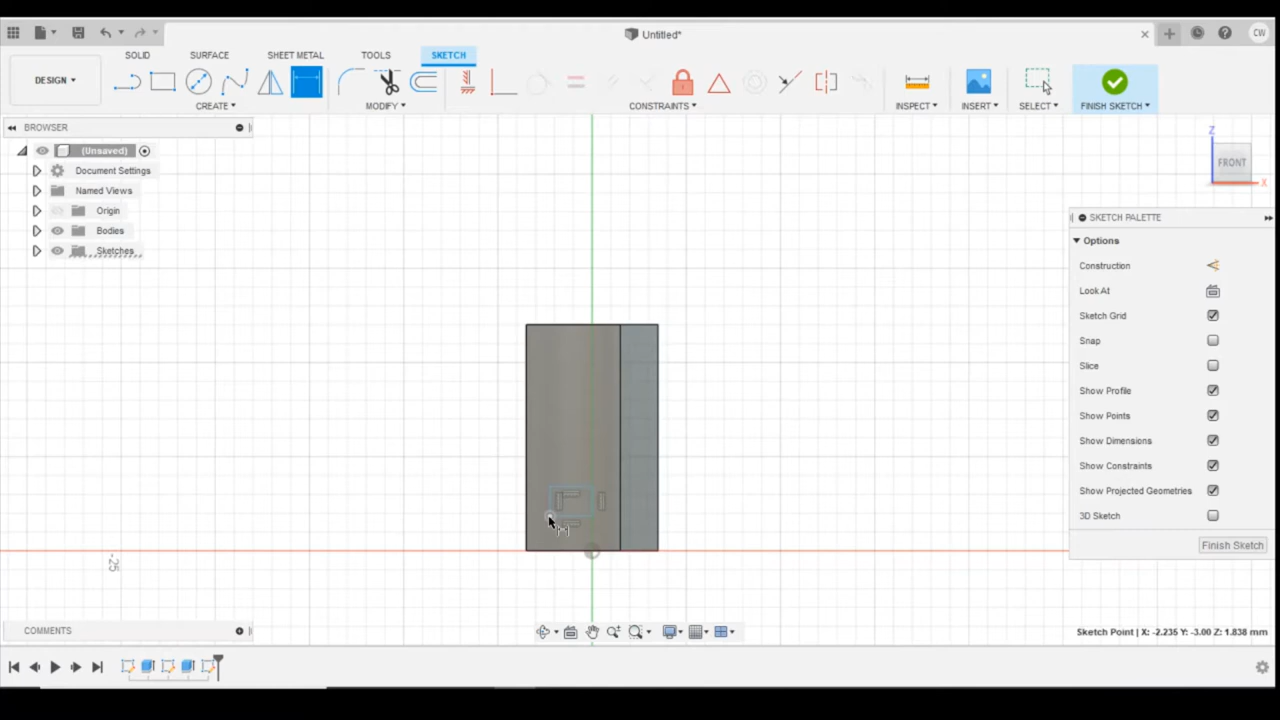 Untitled*
CW
DESIGN
SOLID
SURFACE
SHEET METAL
TOOLS
SKETCH
CREATE
MODIFY
CONSTRAINTS
INSPECT
INSERT
SELECT
FINISH SKETCH
BROWSER
(Unsaved)
Document Settings
Named Views
Origin
Bodies
Sketches
Z
FRONT
X
SKETCH PALETTE
Options
Construction
Look At
Sketch Grid
Snap
Slice
Show Profile
Show Points
Show Dimensions
Show Constraints
Show Projected Geometries
3D Sketch
Finish Sketch
-25
COMMENTS
Sketch Point | X: -2.235 Y: -3.00 Z: 1.838 mm